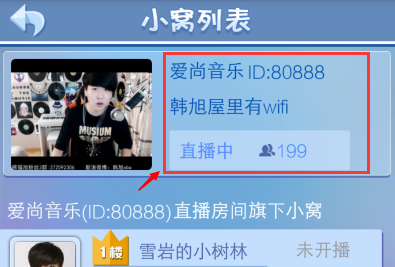 小窝列表
爱尚音乐 ID:80888
韩旭屋里有wifi
直播中 199
MUSIUM
爱尚音乐(ID:80888)直播房间旗下小窝
1楼 雪岩的小树林 未开播